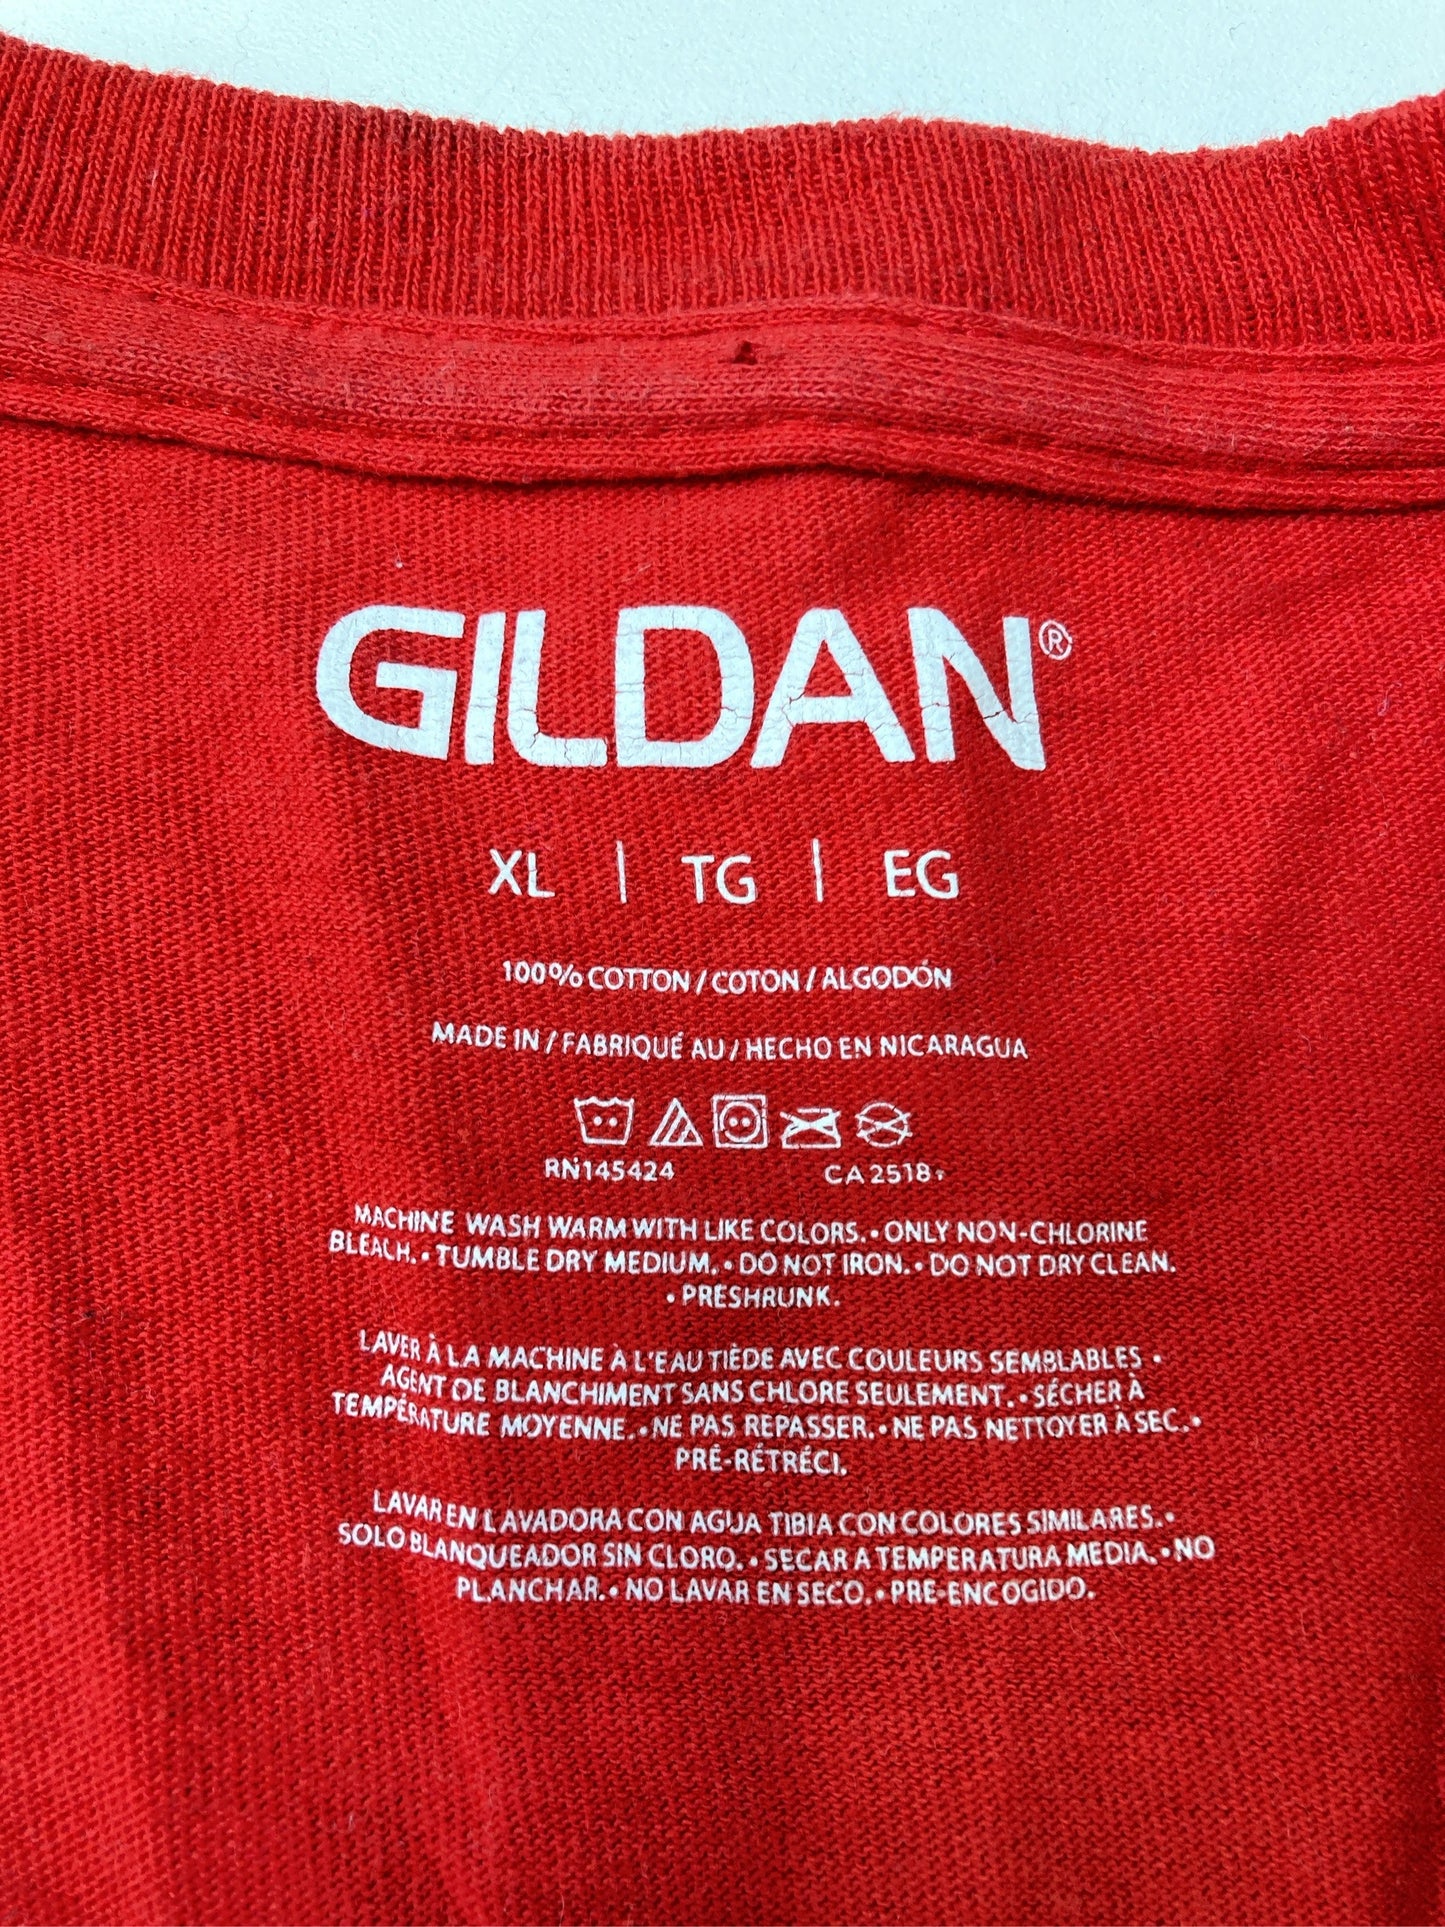 GILDAN®
XL | TG | EG
100% COTTON / COTON / ALGODÓN
MADE IN / FABRIQUÉ AU / HECHO EN NICARAGUA
RN145424 CA2518
MACHINE WASH WARM WITH LIKE COLORS. • ONLY NON-CHLORINE
BLEACH. • TUMBLE DRY MEDIUM. • DO NOT IRON. • DO NOT DRY CLEAN.
• PRESHRUNK.
LAVER À LA MACHINE À L'EAU TIÈDE AVEC COULEURS SEMBLABLES •
AGENT DE BLANCHIMENT SANS CHLORE SEULEMENT. • SÉCHER À
TEMPÉRATURE MOYENNE. • NE PAS REPASSER. • NE PAS NETTOYER À SEC. •
PRÉ-RÉTRÉCI.
LAVAR EN LAVADORA CON AGUA TIBIA CON COLORES SIMILARES. •
SOLO BLANQUEADOR SIN CLORO. • SECAR A TEMPERATURA MEDIA. • NO
PLANCHAR. • NO LAVAR EN SECO. • PRE-ENCOGIDO.